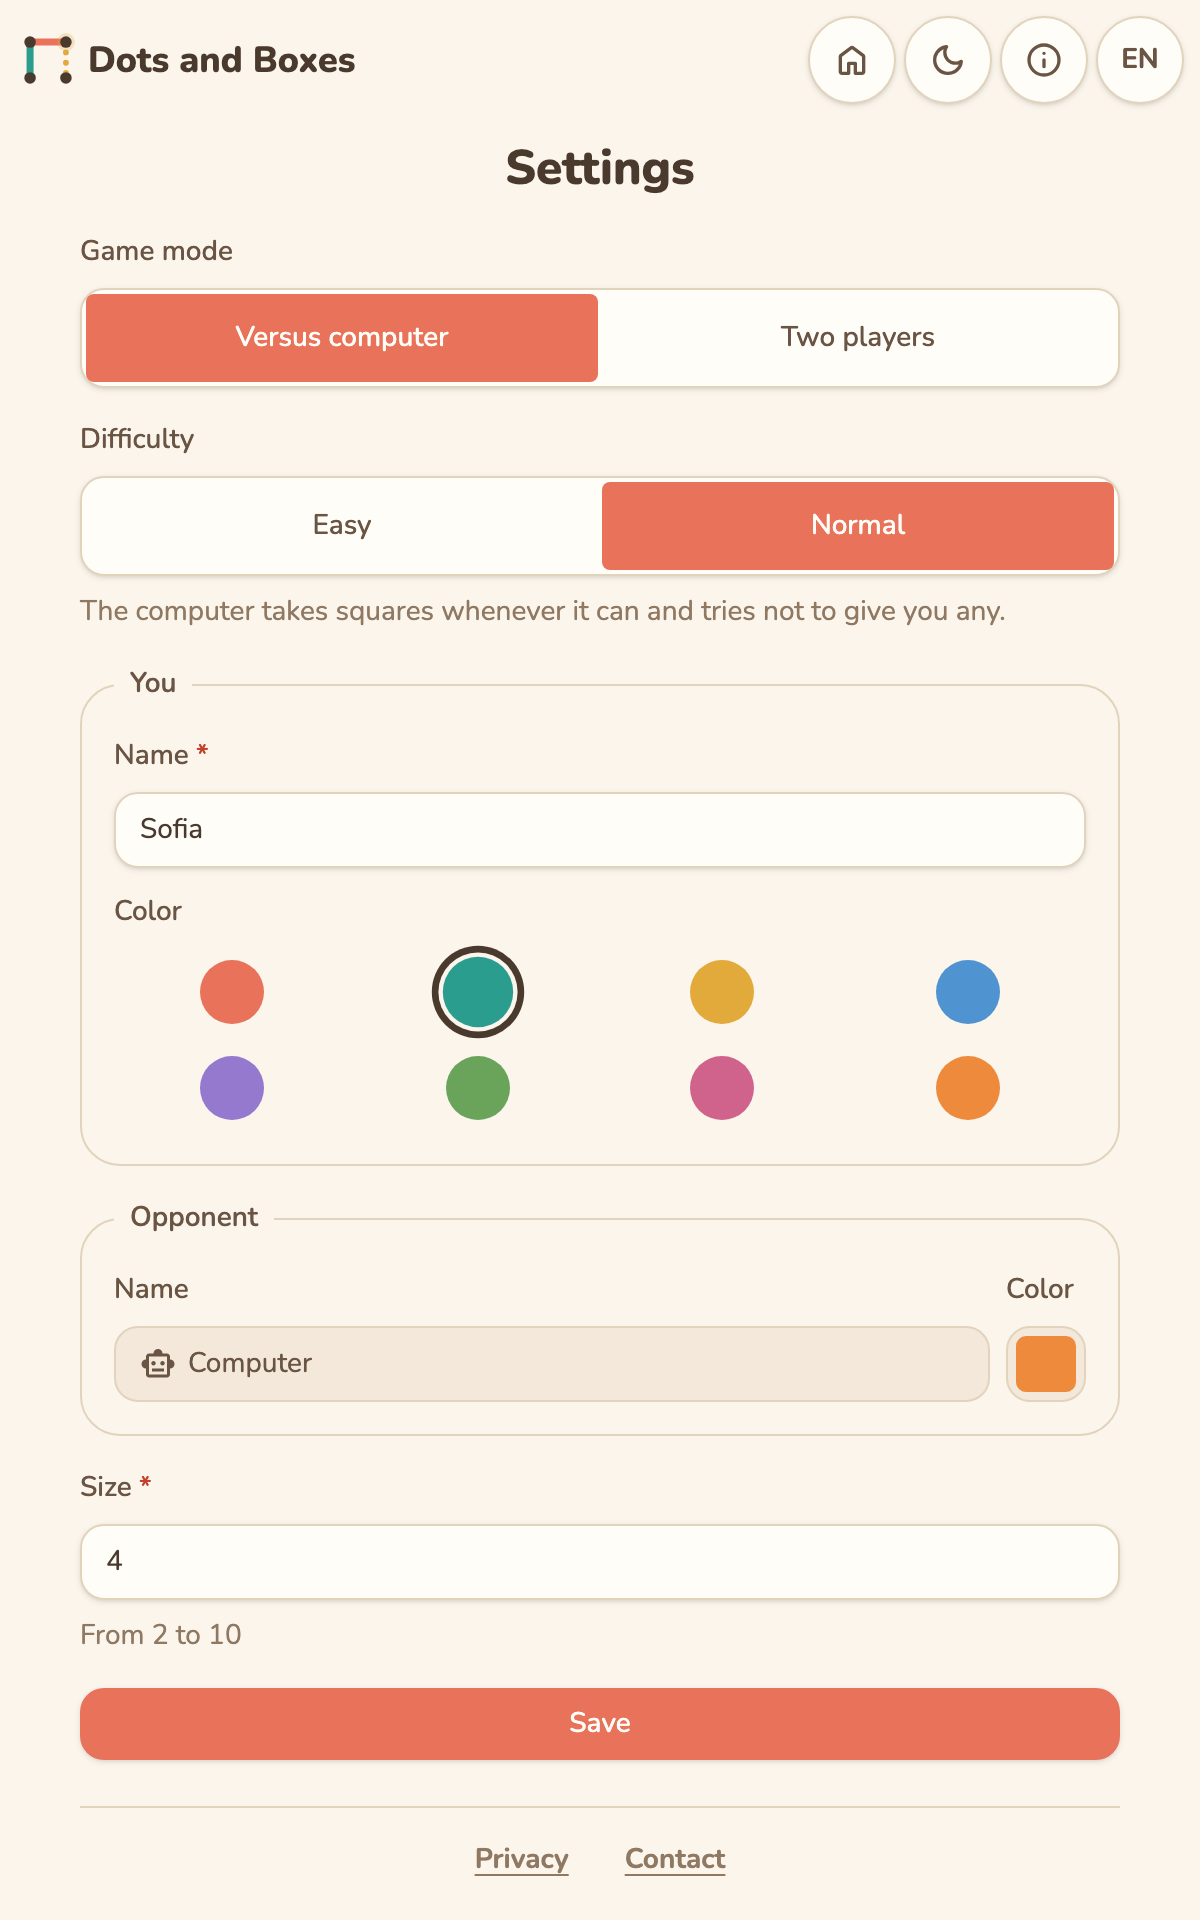 Dots and Boxes
EN
Settings
Game mode
Versus computer
Two players
Difficulty
Easy
Normal
The computer takes squares whenever it can and tries not to give you any.
You
Name *
Sofia
Color
Opponent
Name
Color
Computer
Size *
4
From 2 to 10
Save
Privacy
Contact